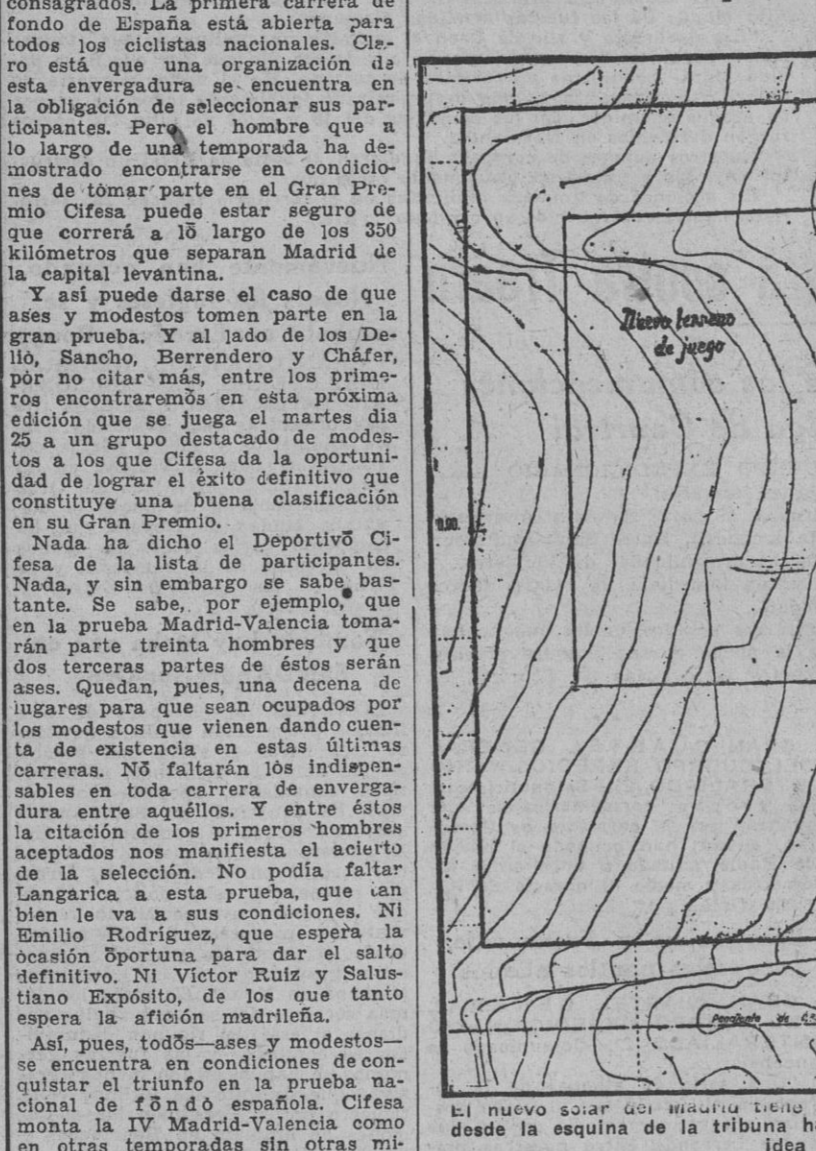 consagrados. La primera carrera de
fondo de España está abierta para
todos los ciclistas nacionales. Cla-
ro está que una organización de
esta envergadura se encuentra en
la obligación de seleccionar sus par-
ticipantes. Pero el hombre que a
lo largo de una temporada ha de-
mostrado encontrarse en condicio-
nes de tomar parte en el Gran Pre-
mio Cifesa puede estar seguro de
que correrá a lo largo de los 350
kilómetros que separan Madrid de
la capital levantina.
Y así puede darse el caso de que
ases y modestos tomen parte en la
gran prueba. Y al lado de los De-
lio, Sancho, Berrendero y Cháfer,
por no citar más, entre los prime-
ros encontraremos en esta próxima
edición que se juega el martes día
25 a un grupo destacado de modes-
tos a los que Cifesa da la oportuni-
dad de lograr el éxito definitivo que
constituye una buena clasificación
en su Gran Premio.
Nada ha dicho el Deportivo Ci-
fesa de la lista de participantes.
Nada, y sin embargo se sabe bas-
tante. Se sabe, por ejemplo, que
en la prueba Madrid-Valencia toma-
rán parte treinta hombres y que
dos terceras partes de éstos serán
ases. Quedan, pues, una decena de
lugares para que sean ocupados por
los modestos que vienen dando cuen-
ta de existencia en estas últimas
carreras. No faltarán los indispen-
sables en toda carrera de enverga-
dura entre aquéllos. Y entre éstos
la citación de los primeros hombres
aceptados nos manifiesta el acierto
de la selección. No podía faltar
Langarica a esta prueba, que tan
bien le va a sus condiciones. Ni
Emilio Rodríguez, que espera la
ocasión oportuna para dar el salto
definitivo. Ni Víctor Ruiz y Salus-
tiano Expósito, de los que tanto
espera la afición madrileña.
Así, pues, todos—ases y modestos—
se encuentra en condiciones de con-
quistar el triunfo en la prueba na-
cional de fondo española. Cifesa
monta la IV Madrid-Valencia como
en otras temporadas sin otras mi-
Nuevo terreno
de juego
El nuevo solar del Madrid tiene
desde la esquina de la tribuna
idea